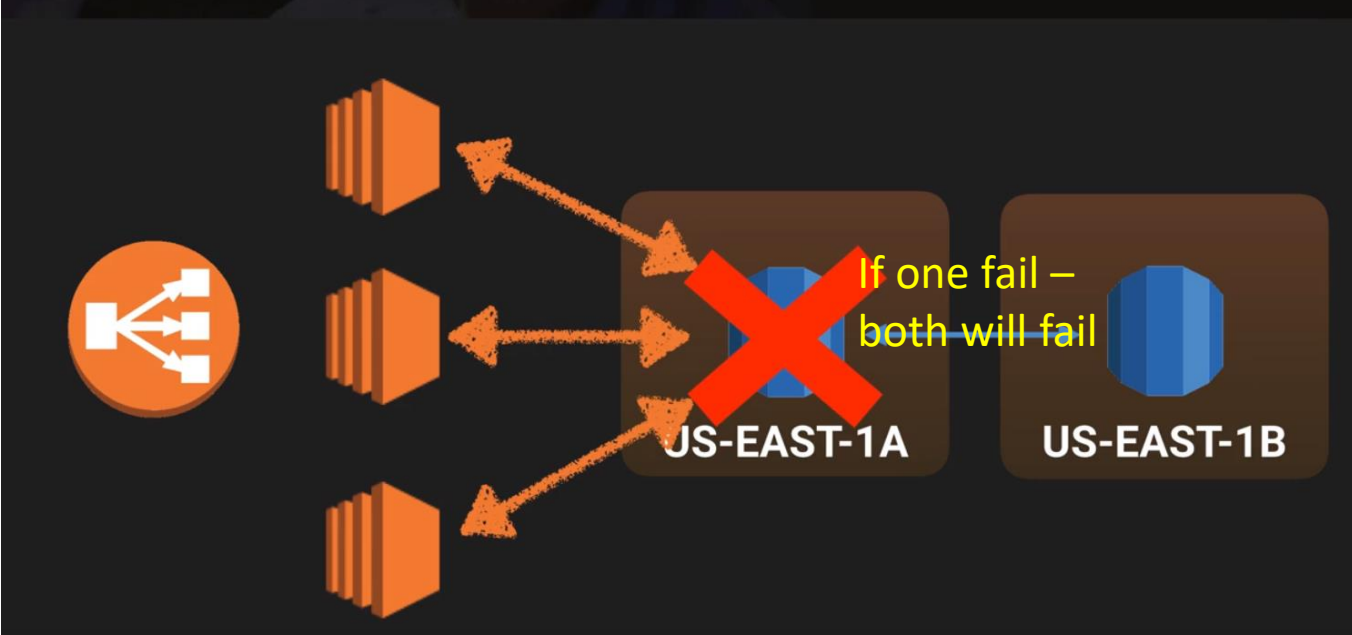 If one fail –
both will fail
US-EAST-1A
US-EAST-1B